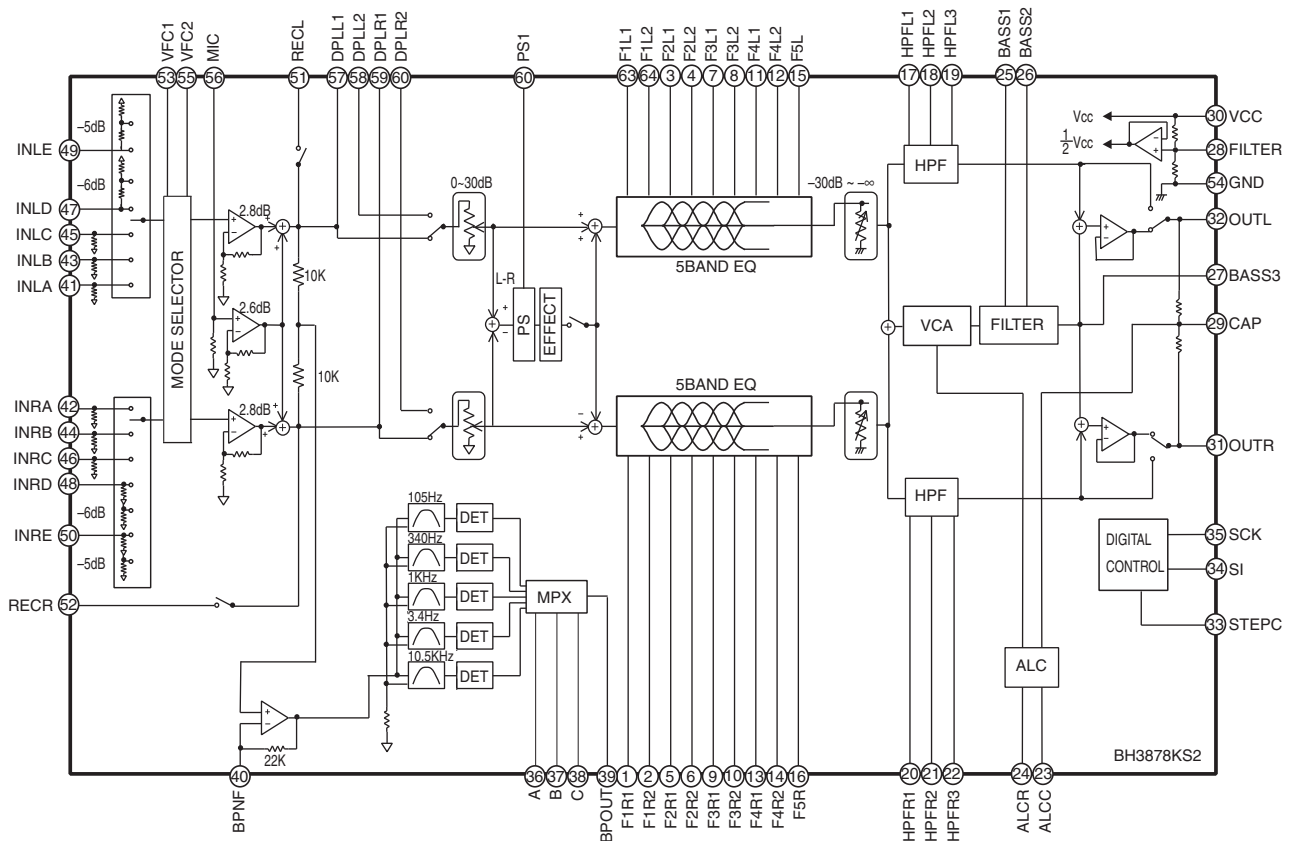 VFC1
VFC2
MIC
RECL
DPLL1
DPLL2
DPLR1
DPLR2
PS1
F1L1
F1L2
F2L1
F2L2
F3L1
F3L2
F4L1
F4L2
F5L
HPFL1
HPFL2
HPFL3
BASS1
BASS2
53
55
56
51
57
58
59
60
60
63
64
3
4
7
8
11
12
15
17
18
19
25
26
INLE 49
–5dB
INLD 47
–6dB
INLC 45
INLB 43
INLA 41
MODE SELECTOR
2.8dB
+
–
+
+
+
2.6dB
+
–
2.8dB
+
–
+
+
+
10K
10K
0~30dB
L-R
+
–
+
PS
EFFECT
+
+
+
–
+
+
5BAND EQ
5BAND EQ
–30dB ~ –∞
HPF
HPF
+
VCA
FILTER
ALC
Vcc
1/2 Vcc
–
+
+
+
–
+
+
–
30 VCC
28 FILTER
54 GND
32 OUTL
27 BASS3
29 CAP
31 OUTR
35 SCK
34 SI
33 STEPC
DIGITAL
CONTROL
INRA 42
INRB 44
INRC 46
INRD 48
–6dB
INRE 50
–5dB
RECR 52
105Hz
DET
340Hz
DET
1KHz
DET
3.4Hz
DET
10.5KHz
DET
MPX
+
–
22K
BH3878KS2
40
36
37
38
39
1
2
5
6
9
10
13
14
16
20
21
22
24
23
BPNF
A
B
C
BPOUT
F1R1
F1R2
F2R1
F2R2
F3R1
F3R2
F4R1
F4R2
F5R
HPFR1
HPFR2
HPFR3
ALCR
ALCC